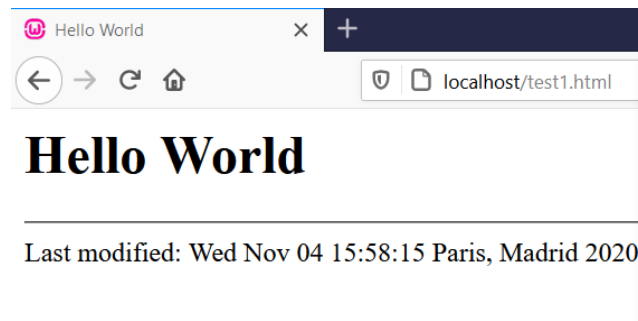 Hello World
localhost/test1.html
Hello World
Last modified: Wed Nov 04 15:58:15 Paris, Madrid 2020